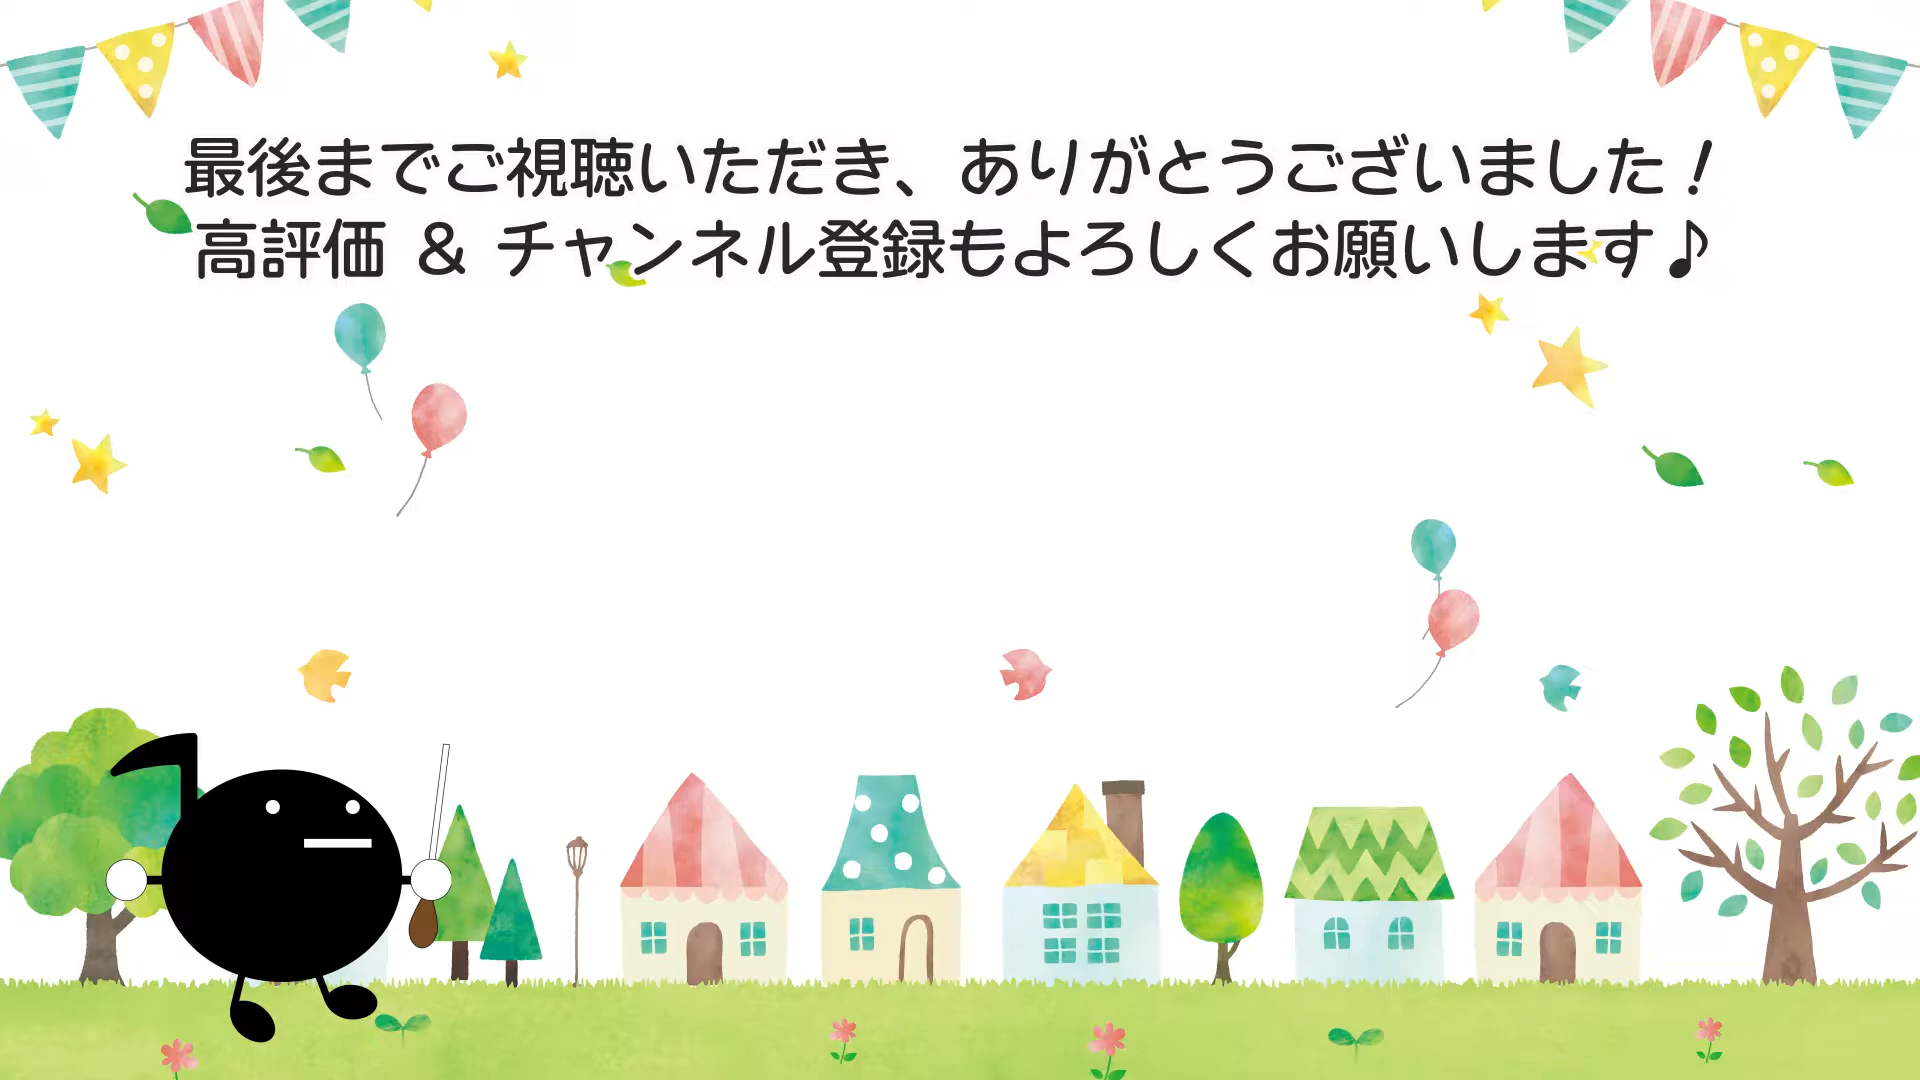 最後までご視聴いただき、ありがとうございました！
高評価 & チャンネル登録もよろしくお願いします♪